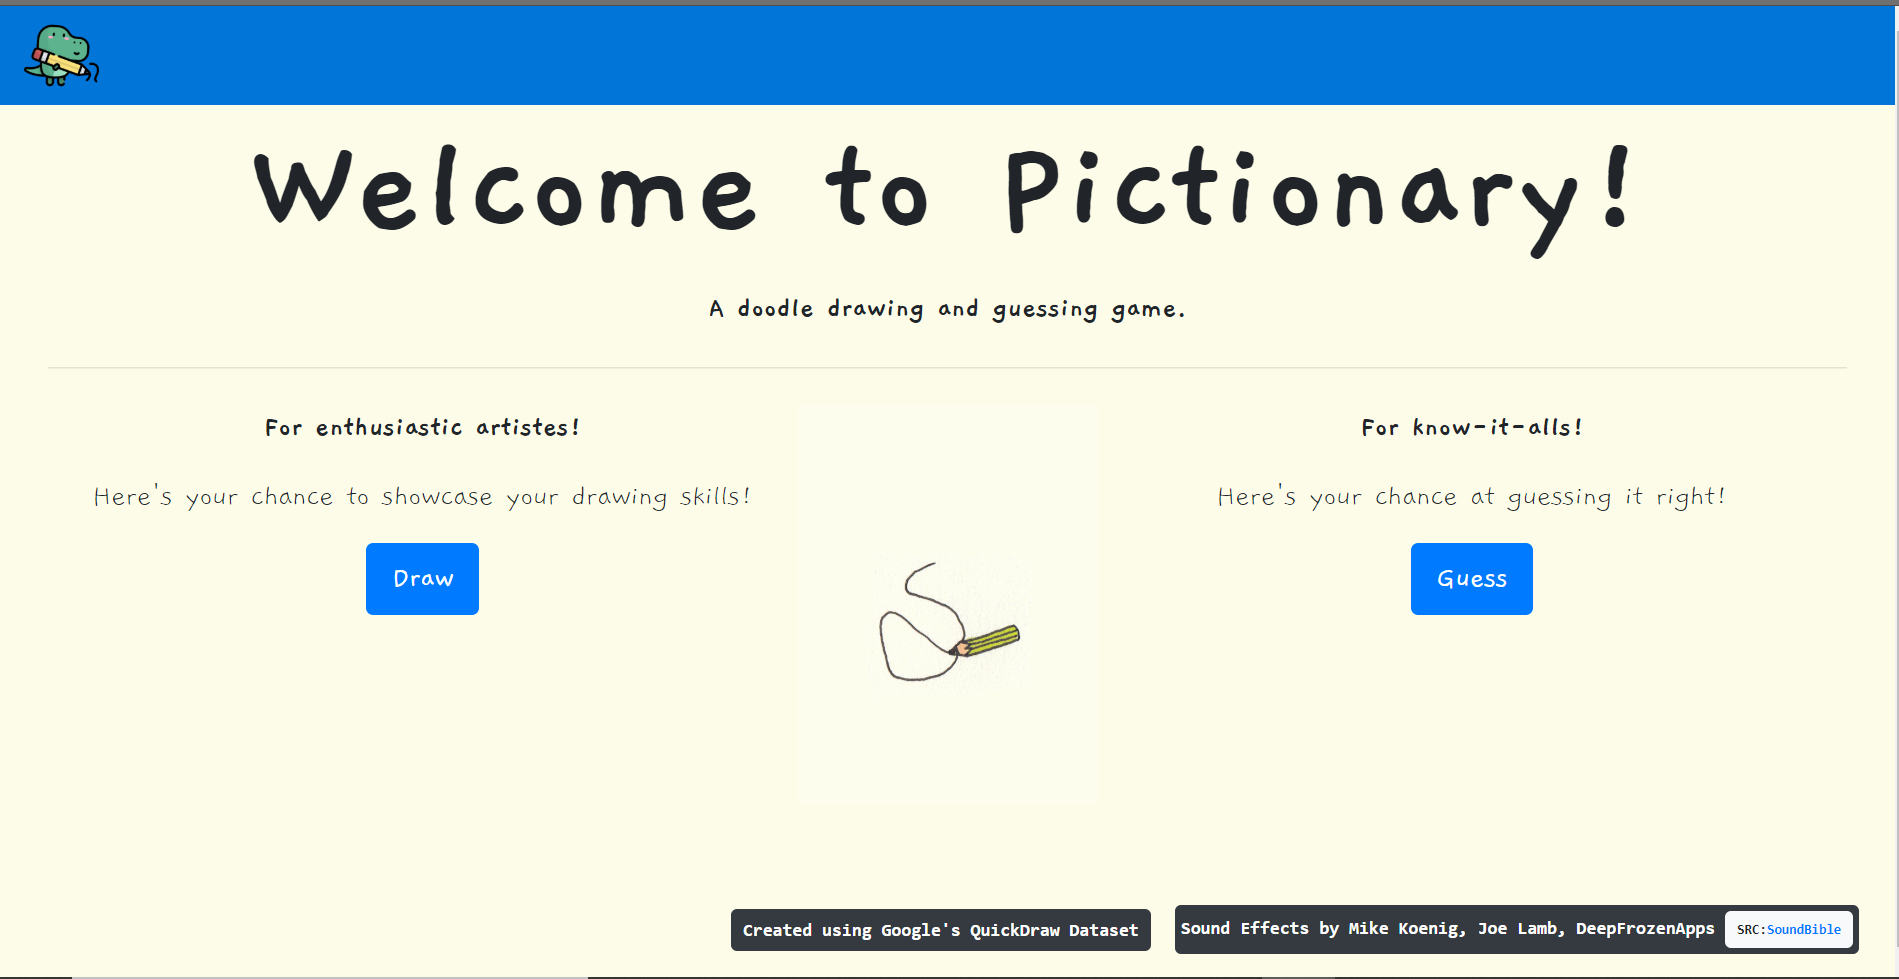 Welcome to Pictionary!
A doodle drawing and guessing game.
For enthusiastic artistes!
Here's your chance to showcase your drawing skills!
Draw
For know-it-alls!
Here's your chance at guessing it right!
Guess
Created using Google's QuickDraw Dataset
Sound Effects by Mike Koenig, Joe Lamb, DeepFrozenApps SRC:SoundBible